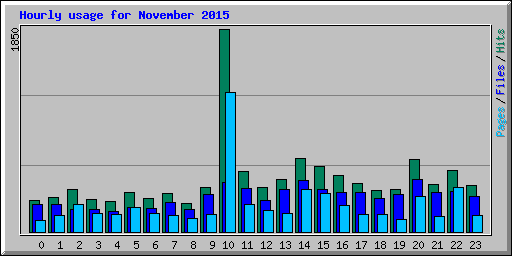 Hourly usage for November 2015
1850
Pages / Files / Hits
0 1 2 3 4 5 6 7 8 9 10 11 12 13 14 15 16 17 18 19 20 21 22 23